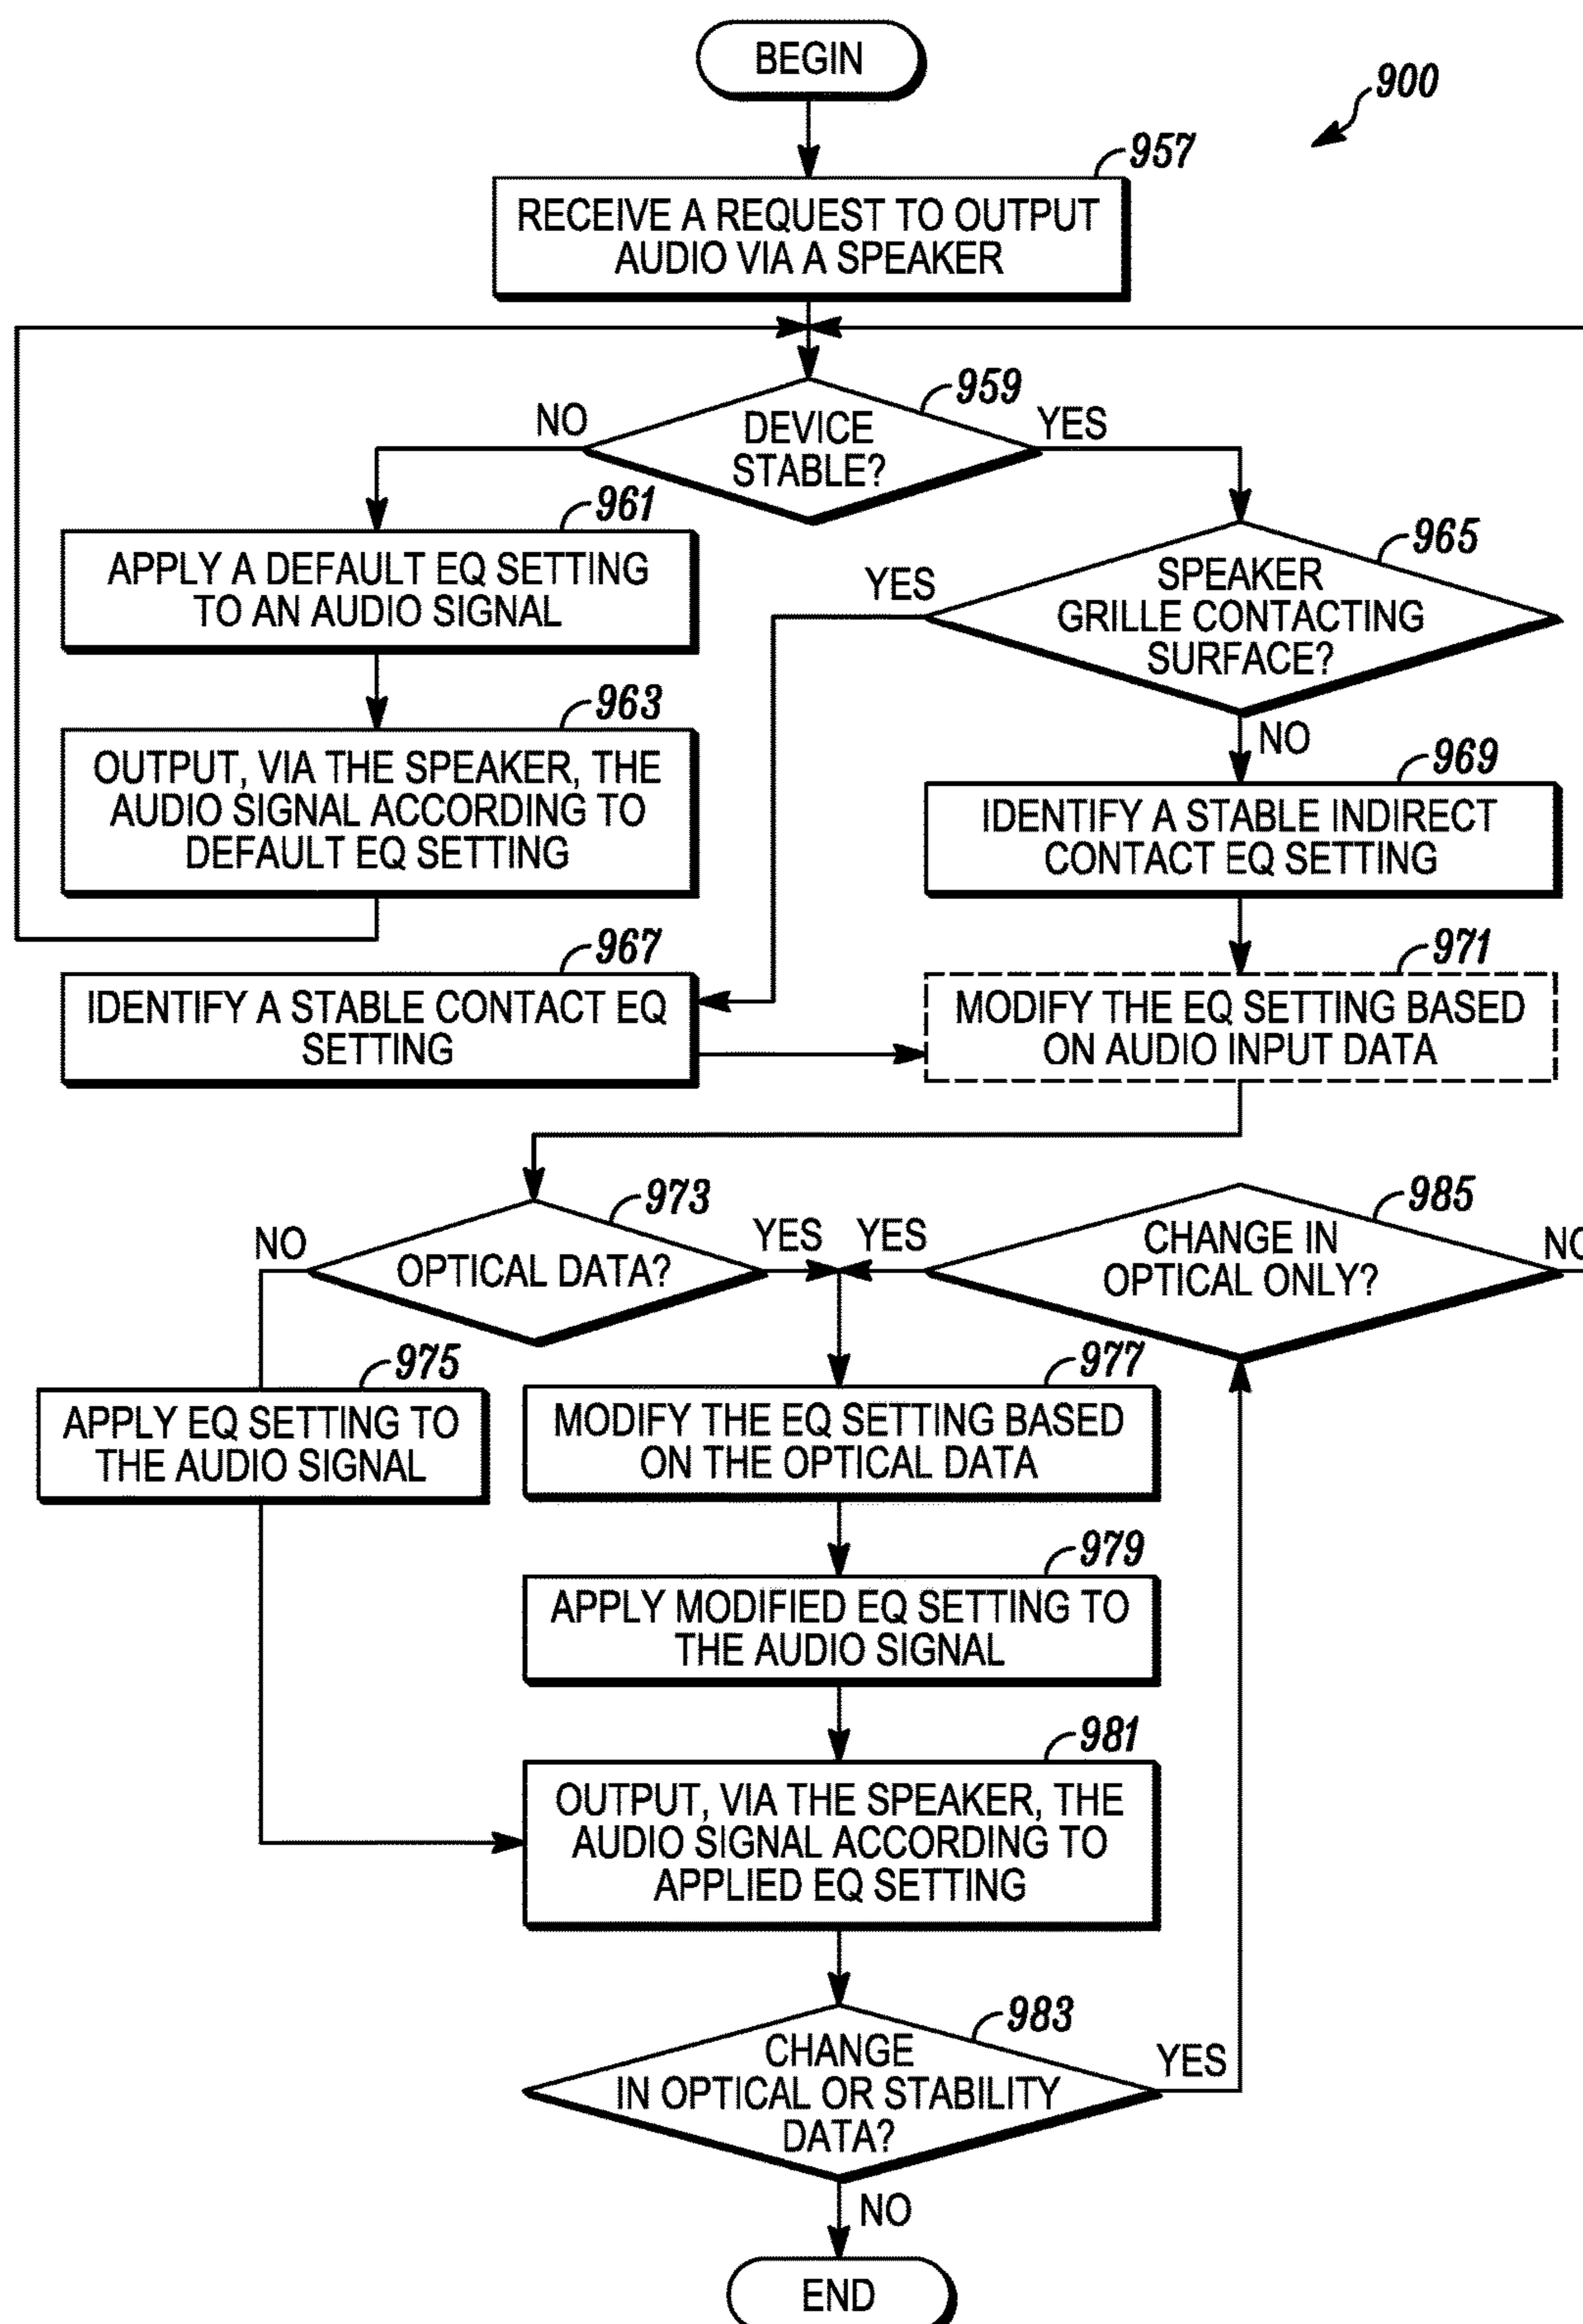 BEGIN
900
957
RECEIVE A REQUEST TO OUTPUT
AUDIO VIA A SPEAKER
959
NO
DEVICE
STABLE?
YES
961
APPLY A DEFAULT EQ SETTING
TO AN AUDIO SIGNAL
965
YES
SPEAKER
GRILLE CONTACTING
SURFACE?
NO
963
OUTPUT, VIA THE SPEAKER, THE
AUDIO SIGNAL ACCORDING TO
DEFAULT EQ SETTING
969
IDENTIFY A STABLE INDIRECT
CONTACT EQ SETTING
967
IDENTIFY A STABLE CONTACT EQ
SETTING
971
MODIFY THE EQ SETTING BASED
ON AUDIO INPUT DATA
973
NO
OPTICAL DATA?
YES
985
YES
CHANGE IN
OPTICAL ONLY?
NO
975
APPLY EQ SETTING TO
THE AUDIO SIGNAL
977
MODIFY THE EQ SETTING BASED
ON THE OPTICAL DATA
979
APPLY MODIFIED EQ SETTING TO
THE AUDIO SIGNAL
981
OUTPUT, VIA THE SPEAKER, THE
AUDIO SIGNAL ACCORDING TO
APPLIED EQ SETTING
983
CHANGE
IN OPTICAL OR STABILITY
DATA?
YES
NO
END